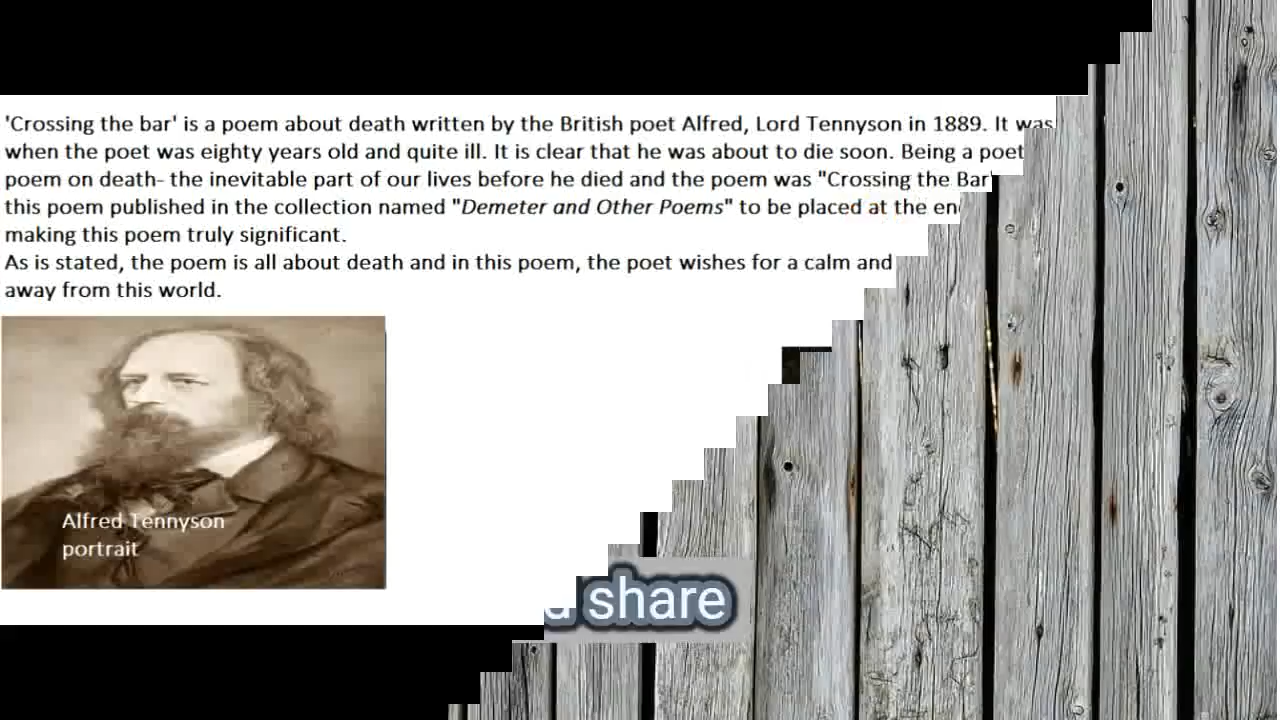 'Crossing the bar' is a poem about death written by the British poet Alfred, Lord Tennyson in 1889. It was
when the poet was eighty years old and quite ill. It is clear that he was about to die soon. Being a poet
poem on death- the inevitable part of our lives before he died and the poem was "Crossing the Bar
this poem published in the collection named "Demeter and Other Poems" to be placed at the
making this poem truly significant.
As is stated, the poem is all about death and in this poem, the poet wishes for a calm and
away from this world.
Alfred Tennyson
portrait
share